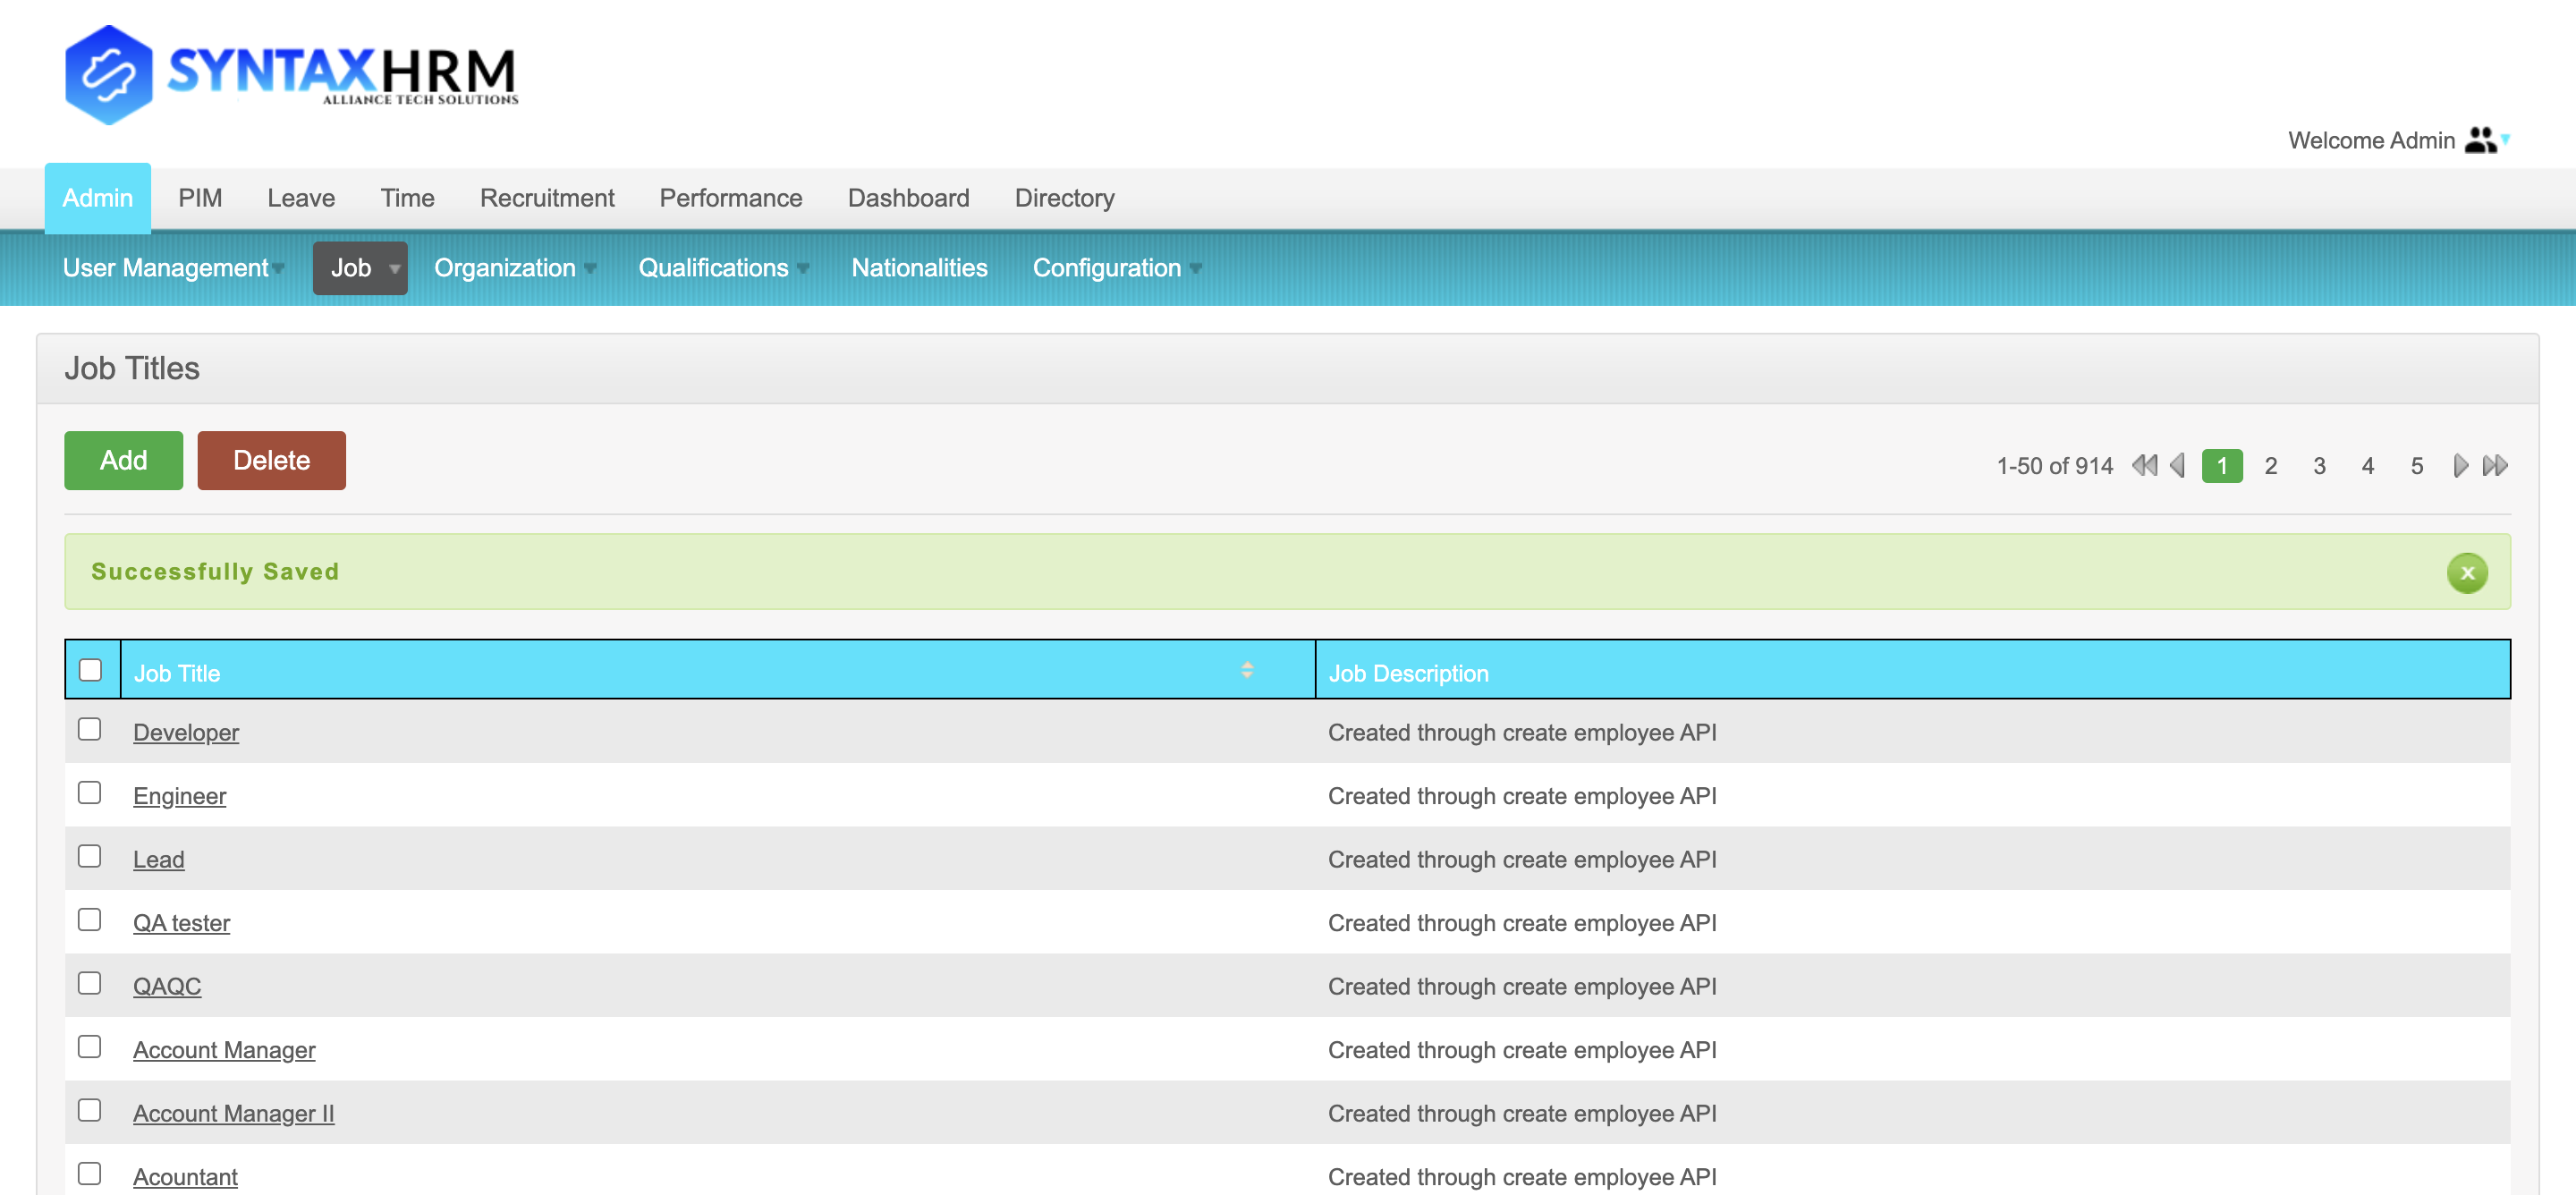 SYNTAXHRM
ALLIANCE TECH SOLUTIONS
Welcome Admin
Admin PIM Leave Time Recruitment Performance Dashboard Directory
User Management Job Organization Qualifications Nationalities Configuration
Job Titles
Add Delete 1-50 of 914 1 2 3 4 5
Successfully Saved x
Job Title Job Description
Developer Created through create employee API
Engineer Created through create employee API
Lead Created through create employee API
QA tester Created through create employee API
QAQC Created through create employee API
Account Manager Created through create employee API
Account Manager II Created through create employee API
Acountant Created through create employee API